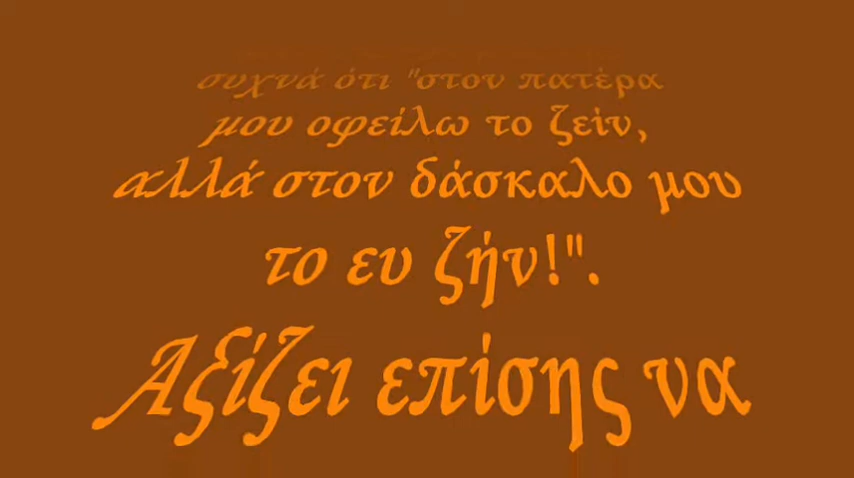 συχνά ότι "στον πατέρα
μου οφείλω το ζείν,
αλλά στον δάσκαλο μου
το ευ ζήν!".
Αξίζει επίσης να